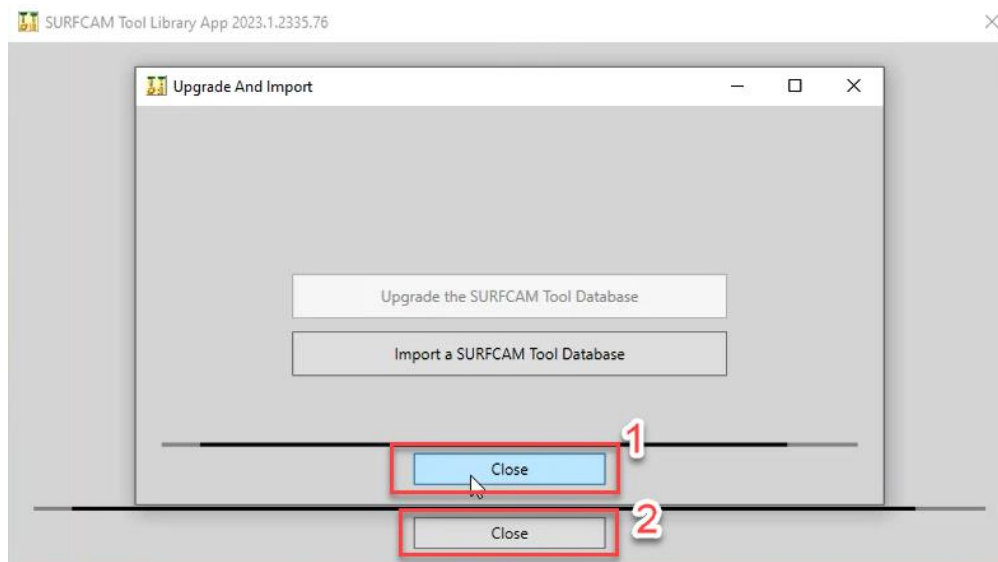 SURFCAM Tool Library App 2023.1.2335.76
Upgrade And Import
Upgrade the SURFCAM Tool Database
Import a SURFCAM Tool Database
1
Close
2
Close